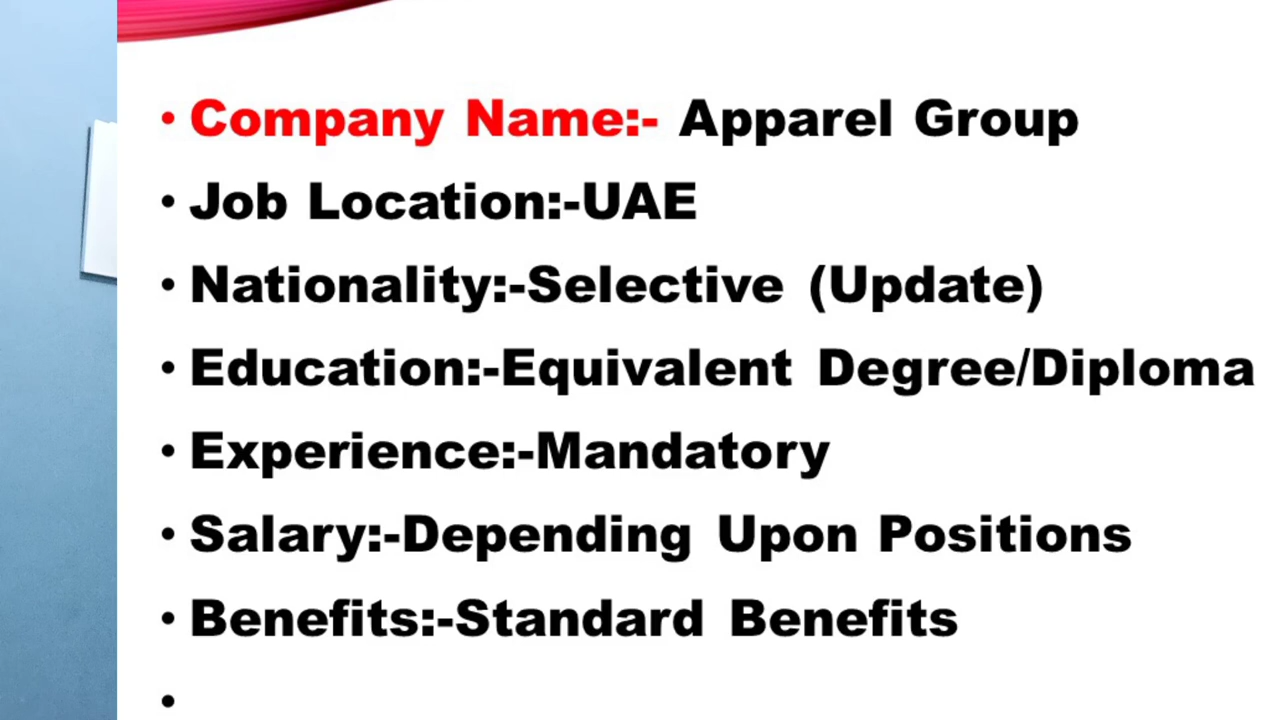 • Company Name:- Apparel Group
• Job Location:-UAE
• Nationality:-Selective (Update)
• Education:-Equivalent Degree/Diploma
• Experience:-Mandatory
• Salary:-Depending Upon Positions
• Benefits:-Standard Benefits
•